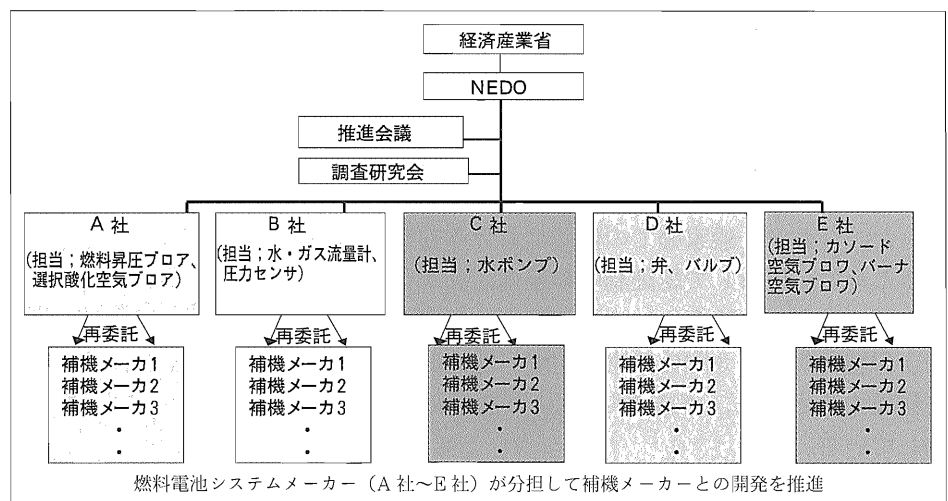 経済産業省
NEDO
推進会議
調査研究会
A 社
(担当；燃料昇圧ブロア、
選択酸化空気ブロア)
B 社
(担当；水・ガス流量計、
圧力センサ)
C 社
(担当；水ポンプ)
D 社
(担当；弁、バルブ)
E 社
(担当；カソード
空気ブロワ、バーナ
空気ブロワ)
再委託
再委託
再委託
再委託
再委託
補機メーカ1
補機メーカ2
補機メーカ3
・
・
補機メーカ1
補機メーカ2
補機メーカ3
・
・
補機メーカ1
補機メーカ2
補機メーカ3
・
・
補機メーカ1
補機メーカ2
補機メーカ3
・
・
補機メーカ1
補機メーカ2
補機メーカ3
・
・
燃料電池システムメーカー（A 社～E 社）が分担して補機メーカーとの開発を推進